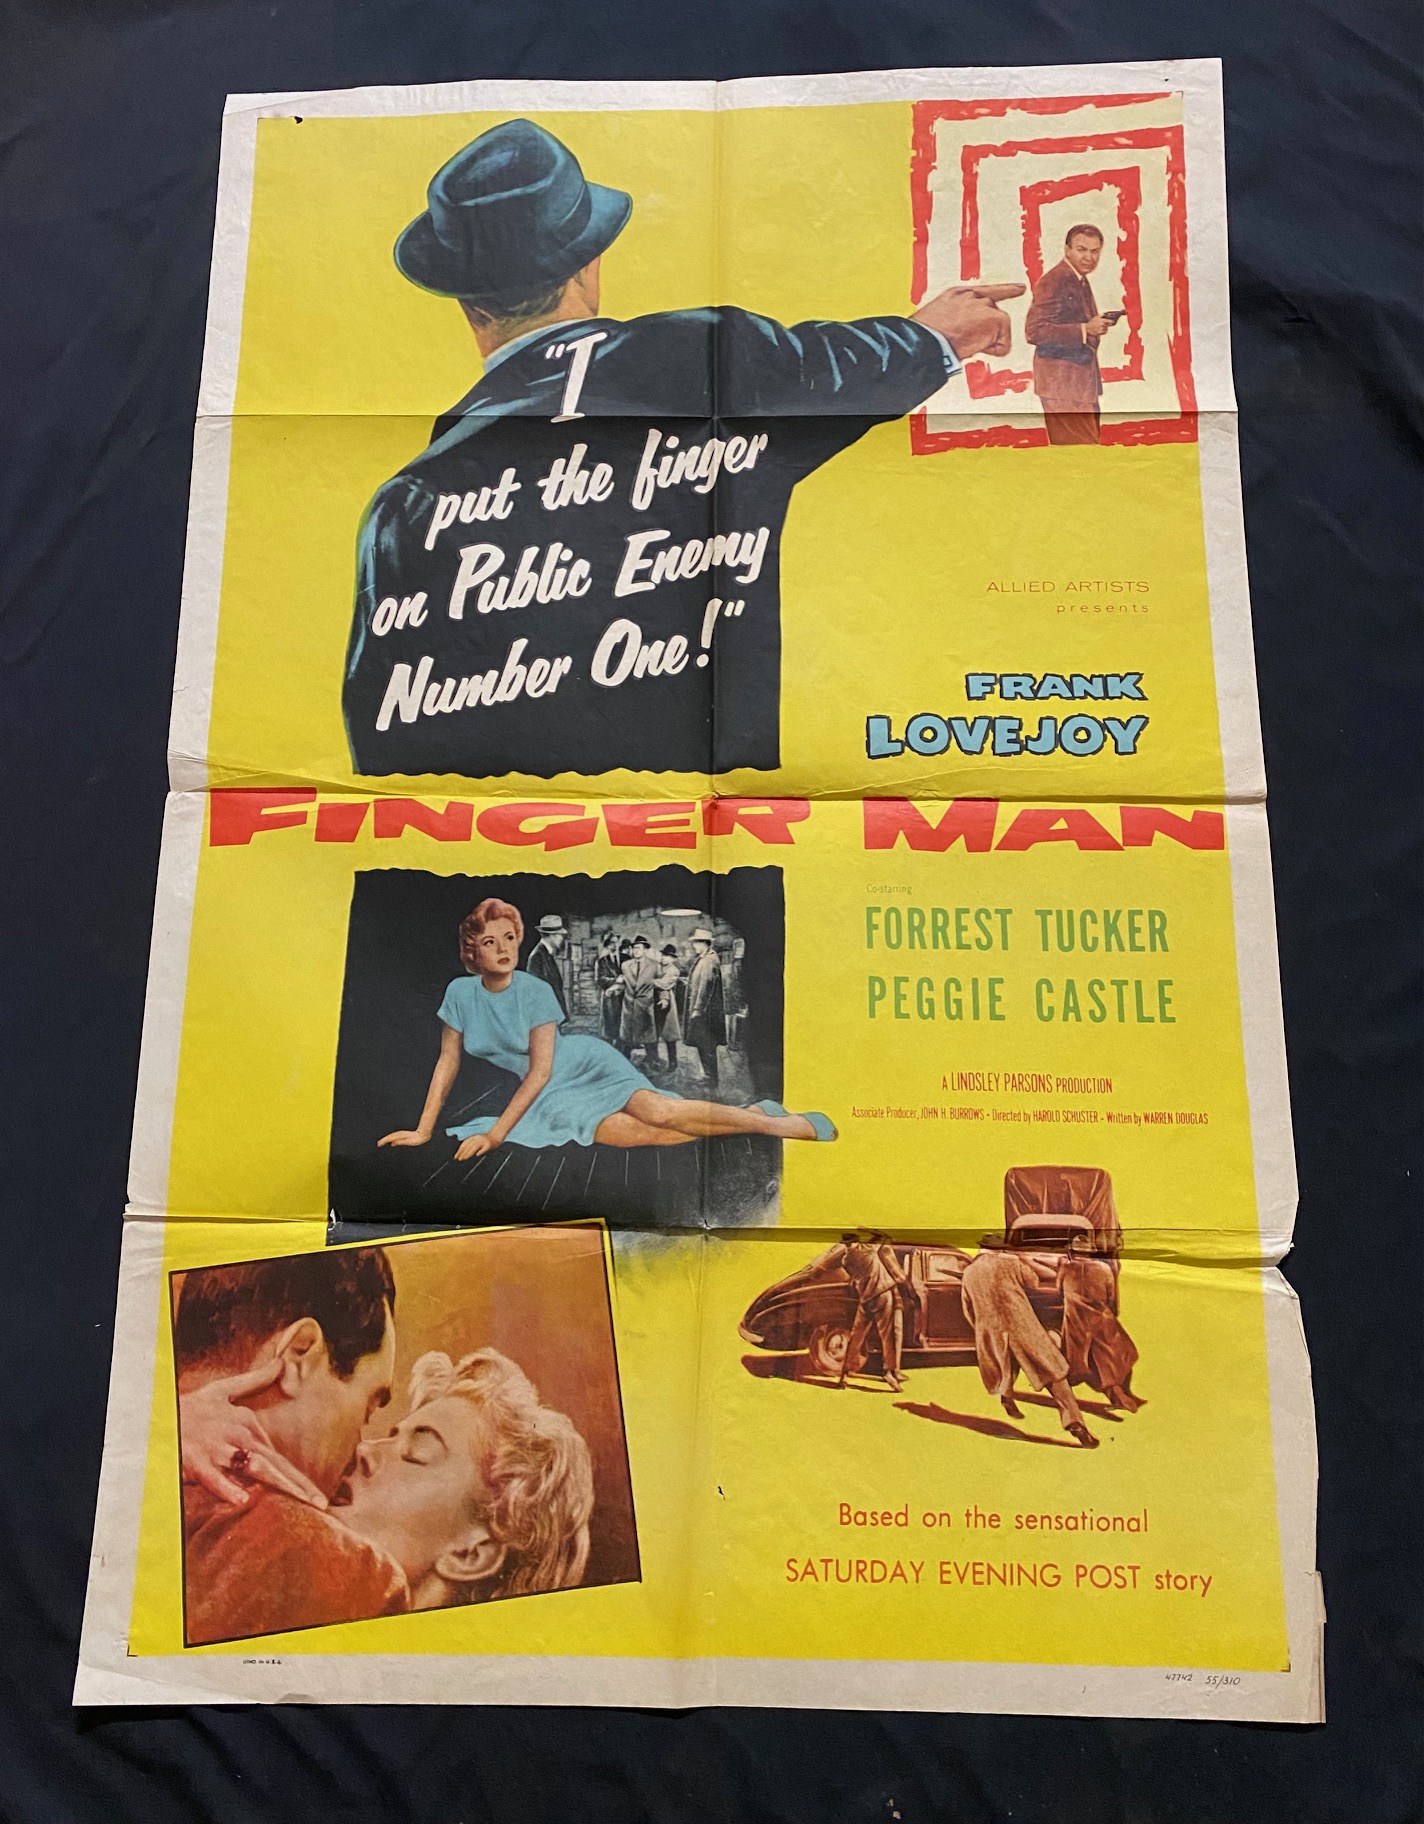 "I
put the finger
on Public Enemy
Number One!"
ALLIED ARTISTS
presents
FRANK
LOVEJOY
FINGER MAN
Co-starring
FORREST TUCKER
PEGGIE CASTLE
A LINDSLEY PARSONS PRODUCTION
Associate Producer, JOHN H. BURROWS • Directed by HAROLD SCHUSTER • Written by WARREN DOUGLAS
Based on the sensational
SATURDAY EVENING POST story
LITHO IN U.S.A.
47742 55/310